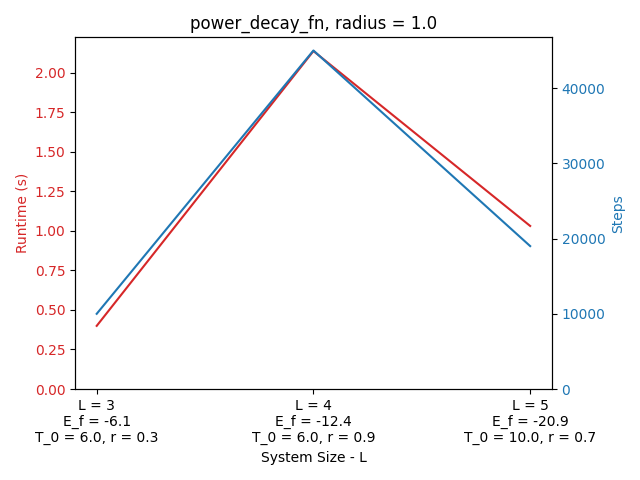 power_decay_fn, radius = 1.0
Runtime (s)
2.00
1.75
1.50
1.25
1.00
0.75
0.50
0.25
0.00
Steps
40000
30000
20000
10000
0
L = 3
E_f = -6.1
T_0 = 6.0, r = 0.3
L = 4
E_f = -12.4
T_0 = 6.0, r = 0.9
L = 5
E_f = -20.9
T_0 = 10.0, r = 0.7
System Size - L